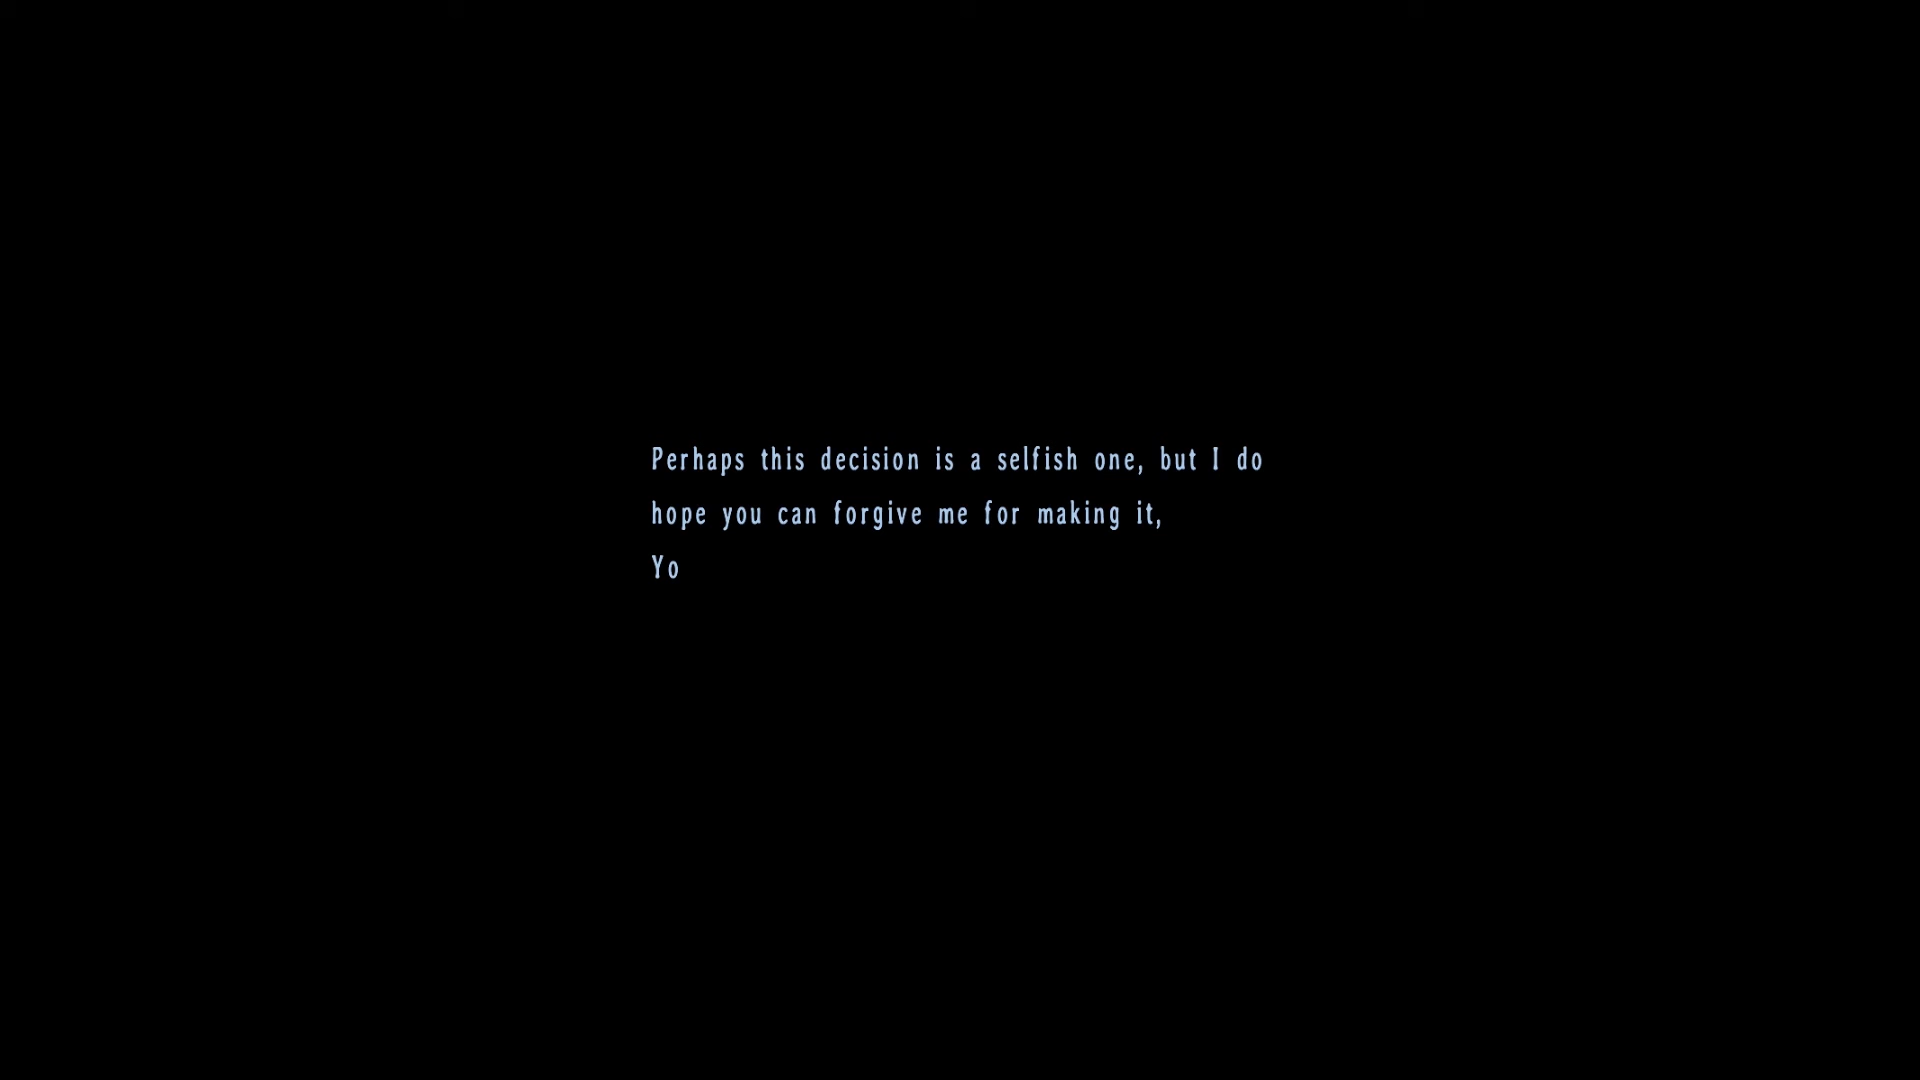 Perhaps this decision is a selfish one, but I do
hope you can forgive me for making it,
Yo